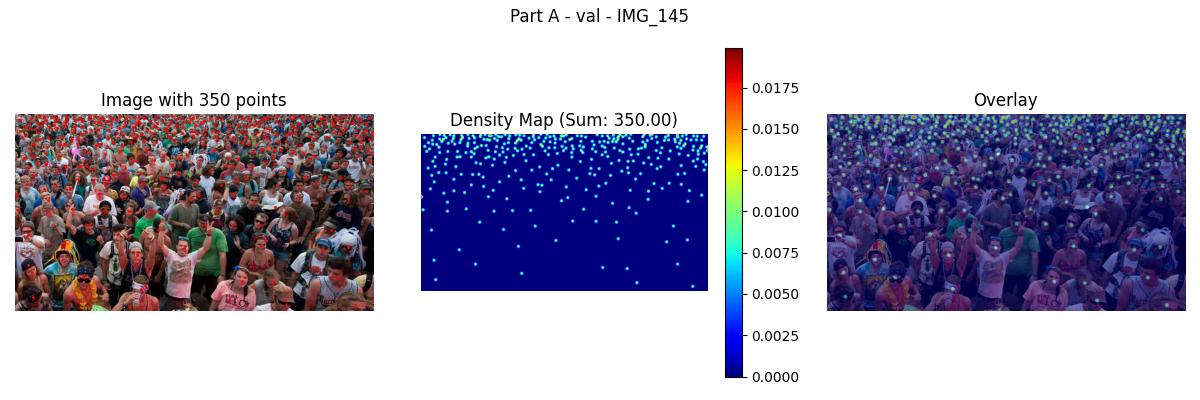 Part A - val - IMG_145
Image with 350 points
Density Map (Sum: 350.00)
Overlay
0.0175
0.0150
0.0125
0.0100
0.0075
0.0050
0.0025
0.0000